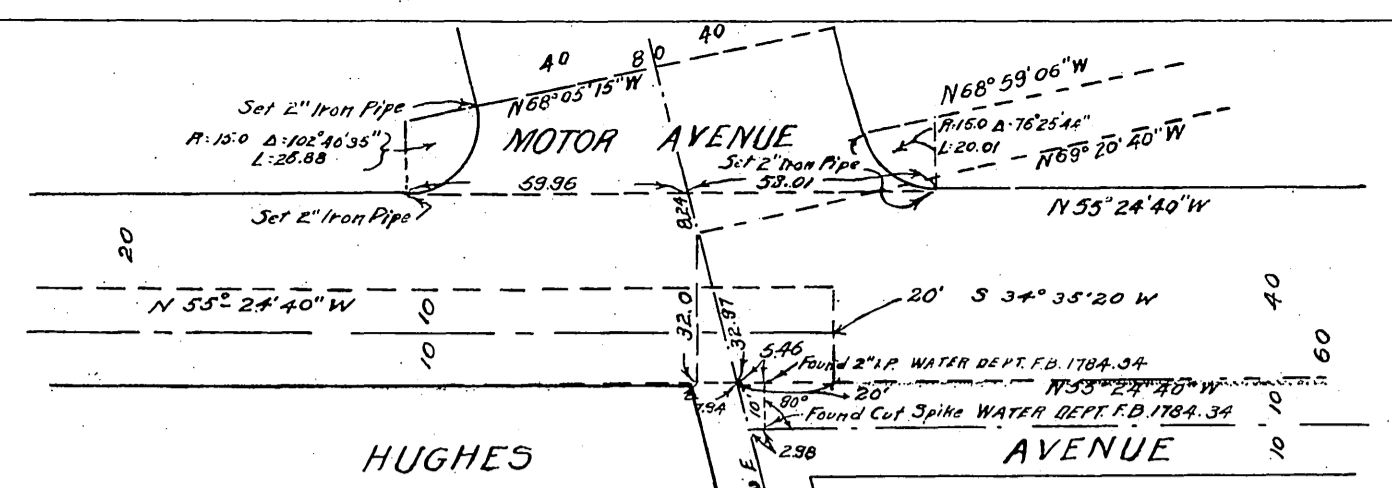 40
80
40
N68°05'15"W
N68°59'06"W
Set 2" Iron Pipe
R=15.0 Δ=102°40'35"
L=26.88
MOTOR AVENUE
R=15.0 Δ=76°25'44"
L=20.01
N69°20'40"W
Set 2" Iron Pipe
59.96
53.01
Set 2" Iron Pipe
N55°24'40"W
8.24
20
N 55°-24'40" W
10
10
32.0
32.97
20' S 34°35'20 W
40
60
5.46
Found 2" I.P. WATER DEPT. F.B. 1784.34
N55°24'40"W
20'
7.94
10'
80°
Found Cut Spike WATER DEPT. F.B. 1784.34
10
10
2.98
HUGHES
AVENUE
E